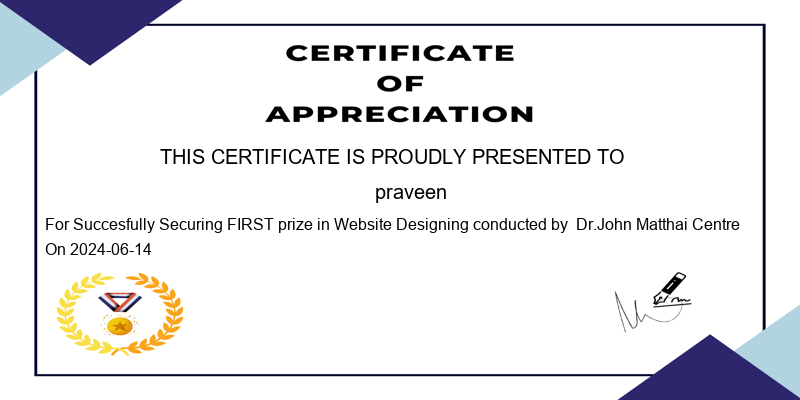 CERTIFICATE
OF
APPRECIATION
THIS CERTIFICATE IS PROUDLY PRESENTED TO
praveen
For Succesfully Securing FIRST prize in Website Designing conducted by Dr.John Matthai Centre
On 2024-06-14